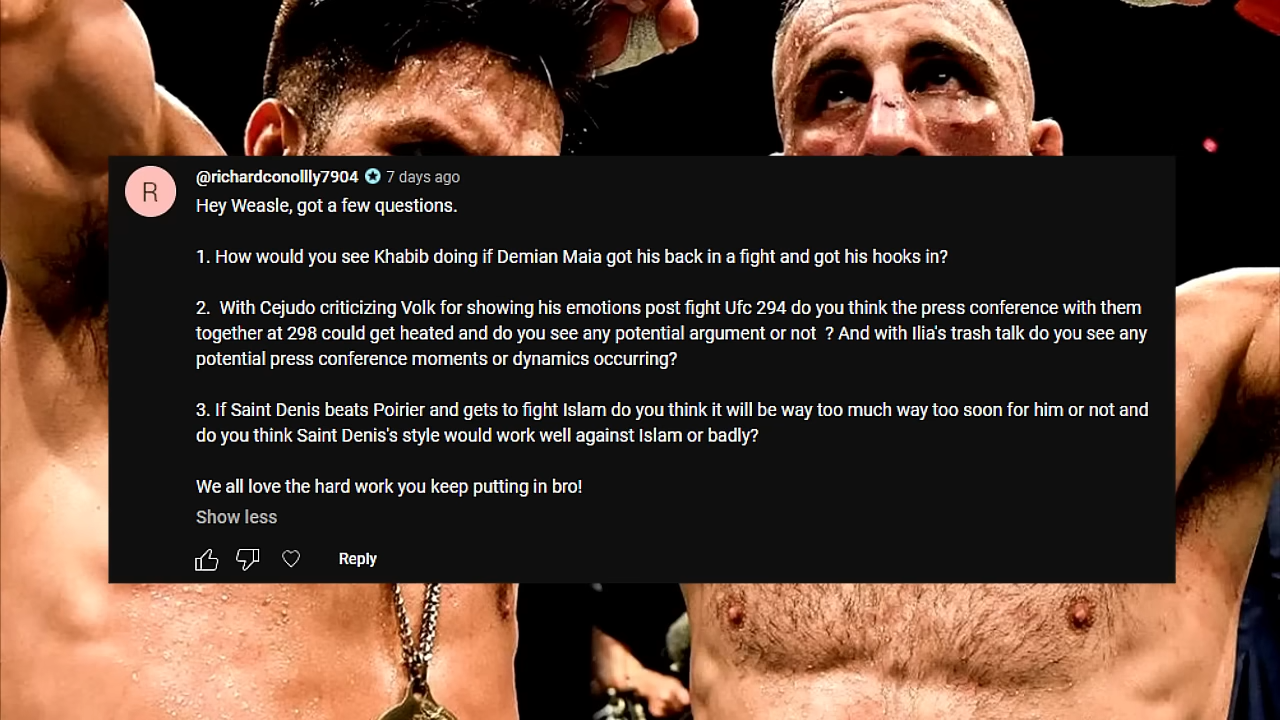 R
@richardconollly7904 7 days ago
Hey Weasle, got a few questions.
1. How would you see Khabib doing if Demian Maia got his back in a fight and got his hooks in?
2.  With Cejudo criticizing Volk for showing his emotions post fight Ufc 294 do you think the press conference with them
together at 298 could get heated and do you see any potential argument or not  ? And with Ilia's trash talk do you see any
potential press conference moments or dynamics occurring?
3. If Saint Denis beats Poirier and gets to fight Islam do you think it will be way too much way too soon for him or not and
do you think Saint Denis's style would work well against Islam or badly?
We all love the hard work you keep putting in bro!
Show less
Reply